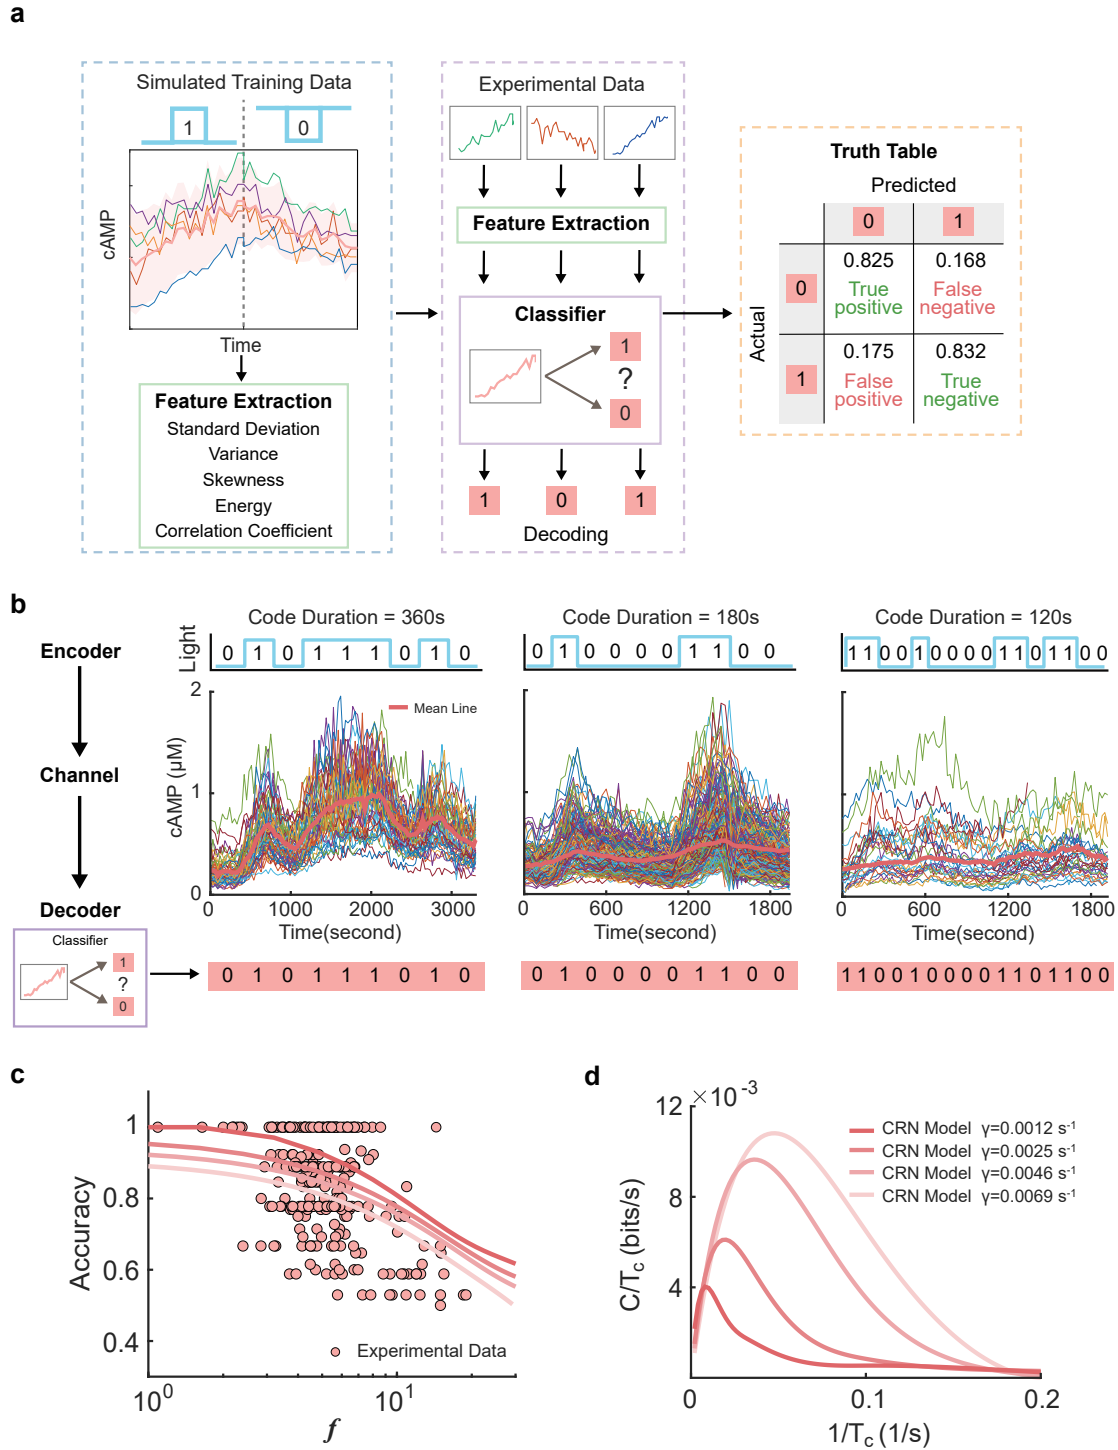 a
Simulated Training Data
1
0
cAMP
Time
Feature Extraction
Standard Deviation
Variance
Skewness
Energy
Correlation Coefficient
Experimental Data
Feature Extraction
Classifier
1
?
0
1 0 1
Decoding
Truth Table
Predicted
0 1
Actual
0
0.825 0.168
True positive
False negative
1
0.175 0.832
False positive
True negative
b
Encoder
Channel
Decoder
Classifier
1
?
0
Code Duration = 360s
Light
0 1 0 1 1 1 0 1 0
Code Duration = 180s
0 1 0 0 0 0 1 1 0 0
Code Duration = 120s
1 1 0 0 1 0 0 0 0 1 1 0 1 1 0 0
Mean Line
cAMP (μM)
2
1
0
0 1000 2000 3000
Time(second)
0 600 1200 1800
Time(second)
0 600 1200 1800
Time(second)
0 1 0 1 1 1 0 1 0
0 1 0 0 0 0 1 1 0 0
1 1 0 0 1 0 0 0 0 1 1 0 1 1 0 0
c
Accuracy
1
0.8
0.6
0.4
Experimental Data
10⁰ 10¹
f
d
12 ×10⁻³
8
4
C/T_c (bits/s)
CRN Model γ=0.0012 s⁻¹
CRN Model γ=0.0025 s⁻¹
CRN Model γ=0.0046 s⁻¹
CRN Model γ=0.0069 s⁻¹
0 0.1 0.2
1/T_c (1/s)